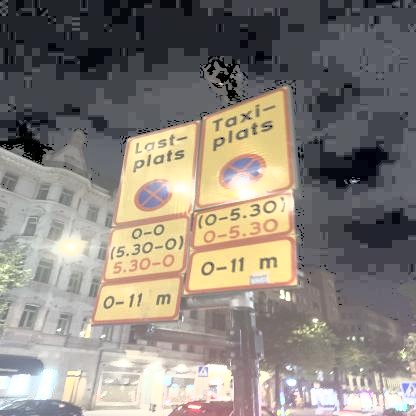 Last-
plats
0-0
(5.30-0)
5.30-0
0-11 m
Taxi-
plats
(0-5.30)
0-5.30
0-11 m